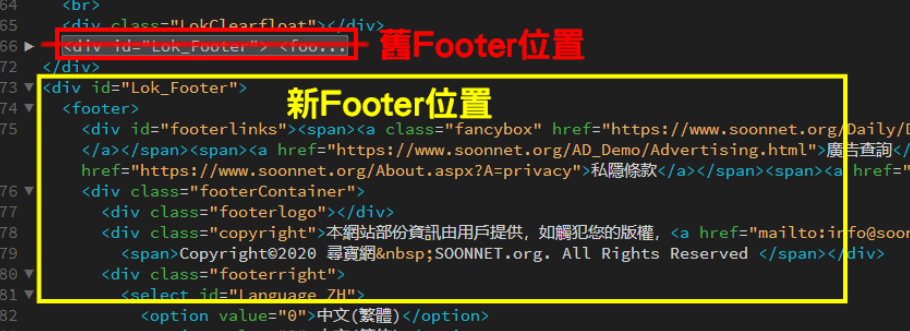 64 <br>
65 <div class="LokClearfloat"></div>
66 <div id="Lok_Footer"> <foo... 舊Footer位置
72 </div>
73 <div id="Lok_Footer">
新Footer位置
74 <footer>
75 <div id="footerlinks"><span><a class="fancybox" href="https://www.soonnet.org/Daily/D
</a></span><span><a href="https://www.soonnet.org/AD_Demo/Advertising.html">廣告查詢</
href="https://www.soonnet.org/About.aspx?A=privacy">私隱條款</a></span><span><a href="
76 <div class="footerContainer">
77 <div class="footerlogo"></div>
78 <div class="copyright">本網站部份資訊由用戶提供, 如觸犯您的版權, <a href="mailto:info@soon
79 <span>Copyright©2020 尋寶網&nbsp;SOONNET.org. All Rights Reserved </span></div>
80 <div class="footerright">
81 <select id="Language_ZH">
82 <option value="0">中文(繁體)</option>